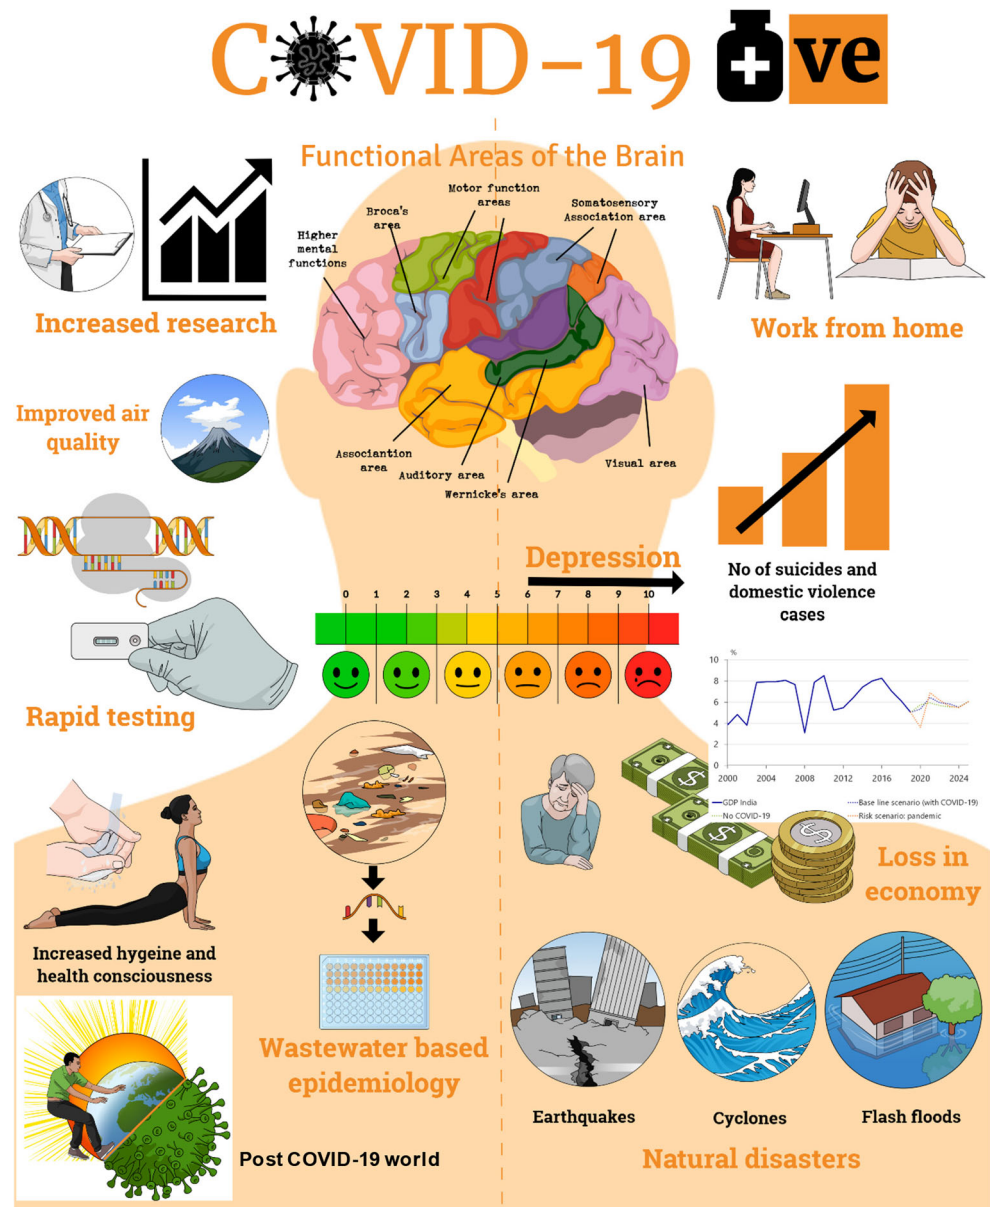 COVID-19 +ve
Functional Areas of the Brain
Motor function
areas
Broca's
area
Somatosensory
Association area
Higher
mental
functions
Increased research
Work from home
Improved air
quality
Associantion
area
Auditory area
Wernicke's area
Visual area
Depression
0 1 2 3 4 5 6 7 8 9 10
No of suicides and
domestic violence
cases
Rapid testing
%
10
8
6
4
2
0
2000 2004 2008 2012 2016 2020 2024
GDP India
Base line scenario (with COVID-19)
No COVID-19
Risk scenario: pandemic
Loss in
economy
Increased hygeine and
health consciousness
Wastewater based
epidemiology
Earthquakes
Cyclones
Flash floods
Post COVID-19 world
Natural disasters